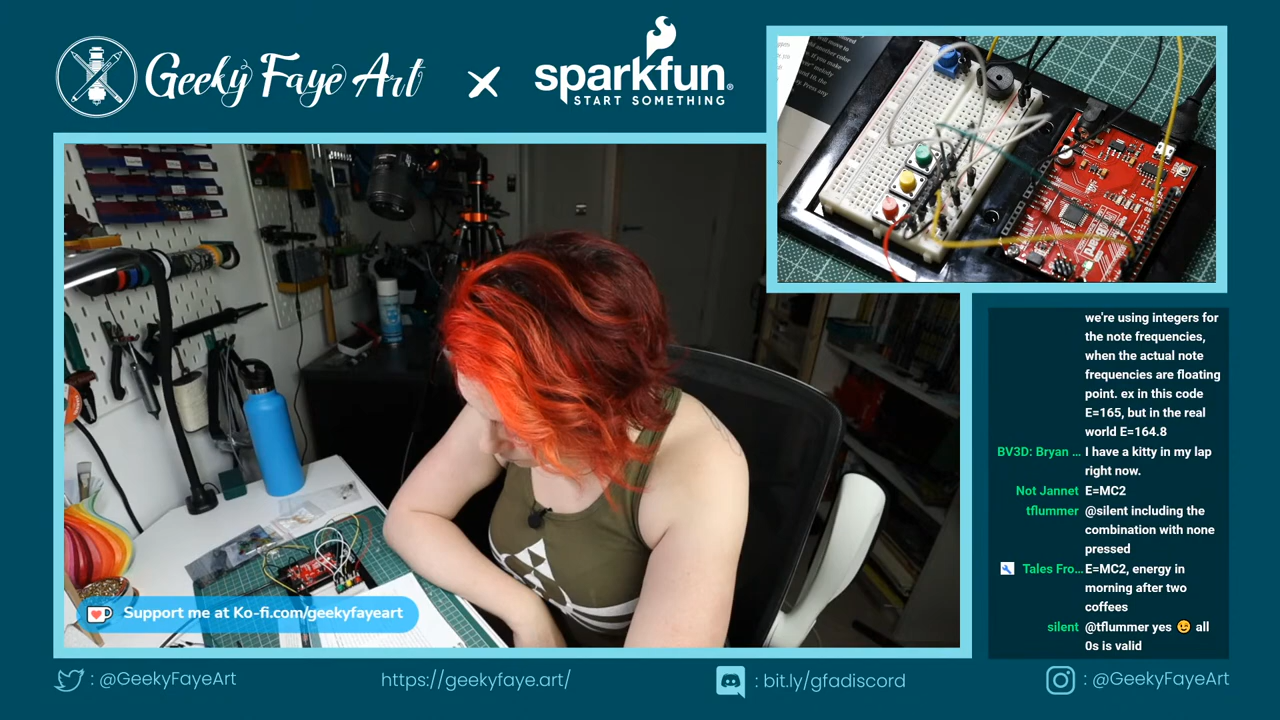 Geeky Faye Art
sparkfun®
START SOMETHING
we're using integers for
the note frequencies,
when the actual note
frequencies are floating
point. ex in this code
E=165, but in the real
world E=164.8
BV3D: Bryan ... I have a kitty in my lap
right now.
Not Jannet E=MC2
tflummer @silent including the
combination with none
pressed
Tales Fro... E=MC2, energy in
morning after two
coffees
silent @tflummer yes 😉 all
0s is valid
Support me at Ko-fi.com/geekyfayeart
: @GeekyFayeArt
https://geekyfaye.art/
: bit.ly/gfadiscord
: @GeekyFayeArt